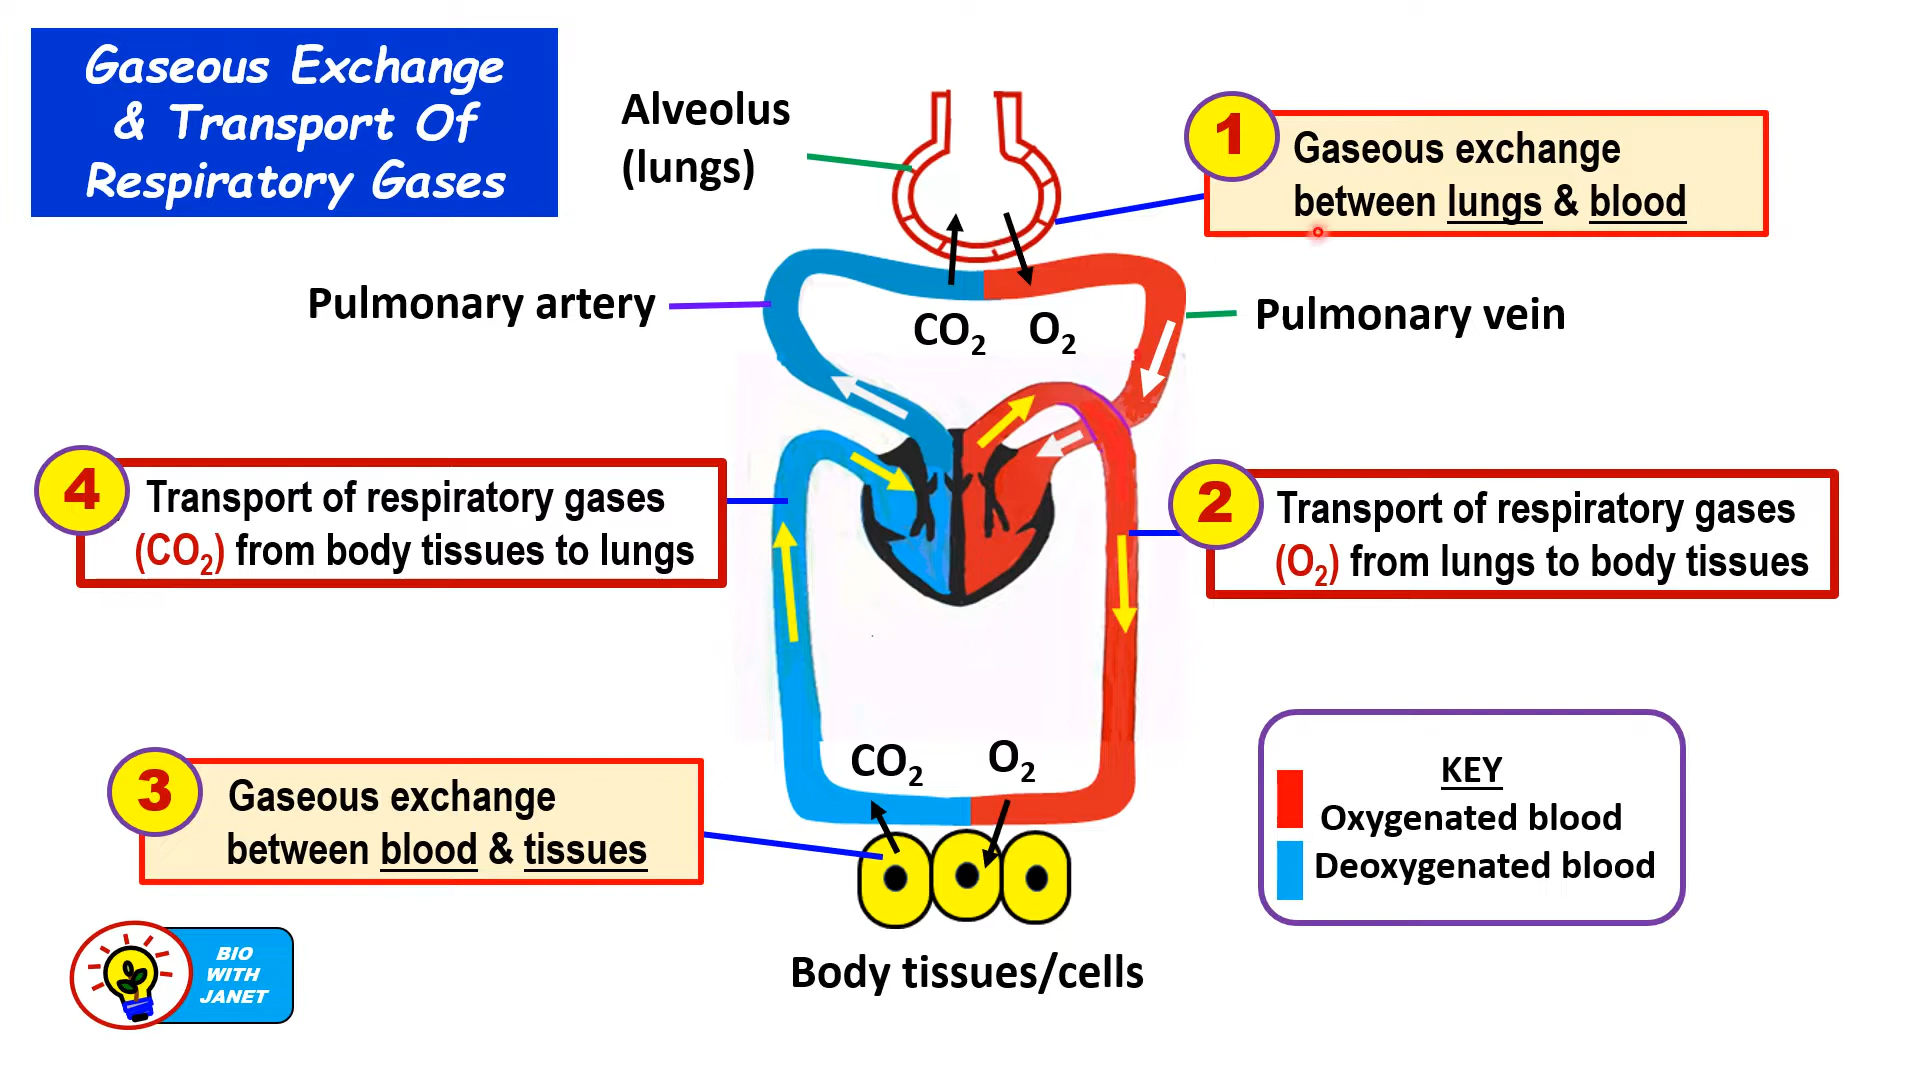 Gaseous Exchange
& Transport Of
Respiratory Gases
Alveolus
(lungs)
1
Gaseous exchange
between lungs & blood
Pulmonary artery
Pulmonary vein
CO₂
O₂
4
Transport of respiratory gases
(CO₂) from body tissues to lungs
2
Transport of respiratory gases
(O₂) from lungs to body tissues
3
Gaseous exchange
between blood & tissues
CO₂
O₂
KEY
Oxygenated blood
Deoxygenated blood
Body tissues/cells
BIO
WITH
JANET